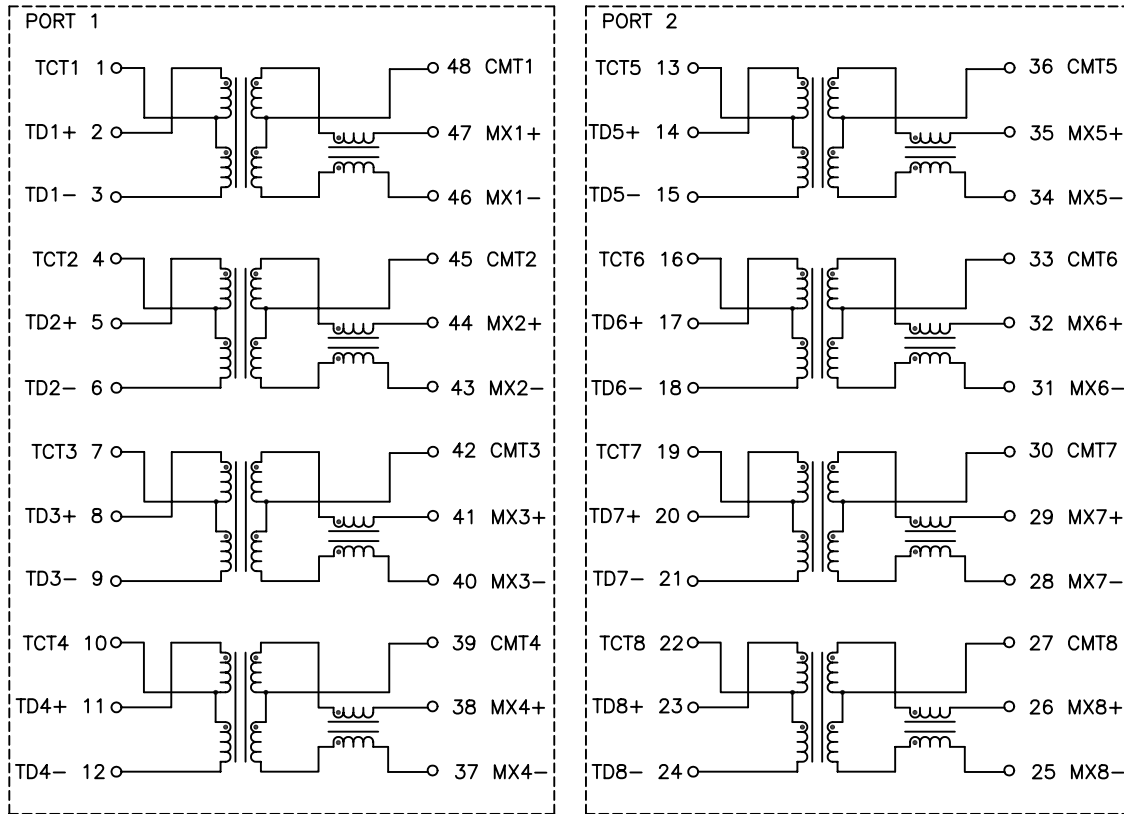 PORT 1
TCT1 1 48 CMT1
TD1+ 2 47 MX1+
TD1− 3 46 MX1−
TCT2 4 45 CMT2
TD2+ 5 44 MX2+
TD2− 6 43 MX2−
TCT3 7 42 CMT3
TD3+ 8 41 MX3+
TD3− 9 40 MX3−
TCT4 10 39 CMT4
TD4+ 11 38 MX4+
TD4− 12 37 MX4−
PORT 2
TCT5 13 36 CMT5
TD5+ 14 35 MX5+
TD5− 15 34 MX5−
TCT6 16 33 CMT6
TD6+ 17 32 MX6+
TD6− 18 31 MX6−
TCT7 19 30 CMT7
TD7+ 20 29 MX7+
TD7− 21 28 MX7−
TCT8 22 27 CMT8
TD8+ 23 26 MX8+
TD8− 24 25 MX8−